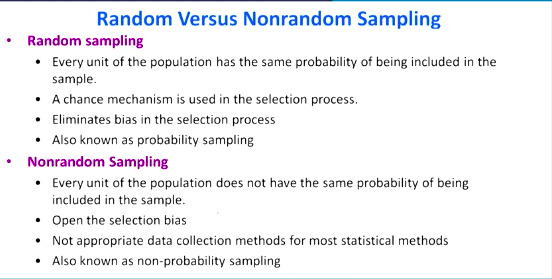 Random Versus Nonrandom Sampling
• Random sampling
• Every unit of the population has the same probability of being included in the
sample.
• A chance mechanism is used in the selection process.
• Eliminates bias in the selection process
• Also known as probability sampling
• Nonrandom Sampling
• Every unit of the population does not have the same probability of being
included in the sample.
• Open the selection bias
• Not appropriate data collection methods for most statistical methods
• Also known as non-probability sampling